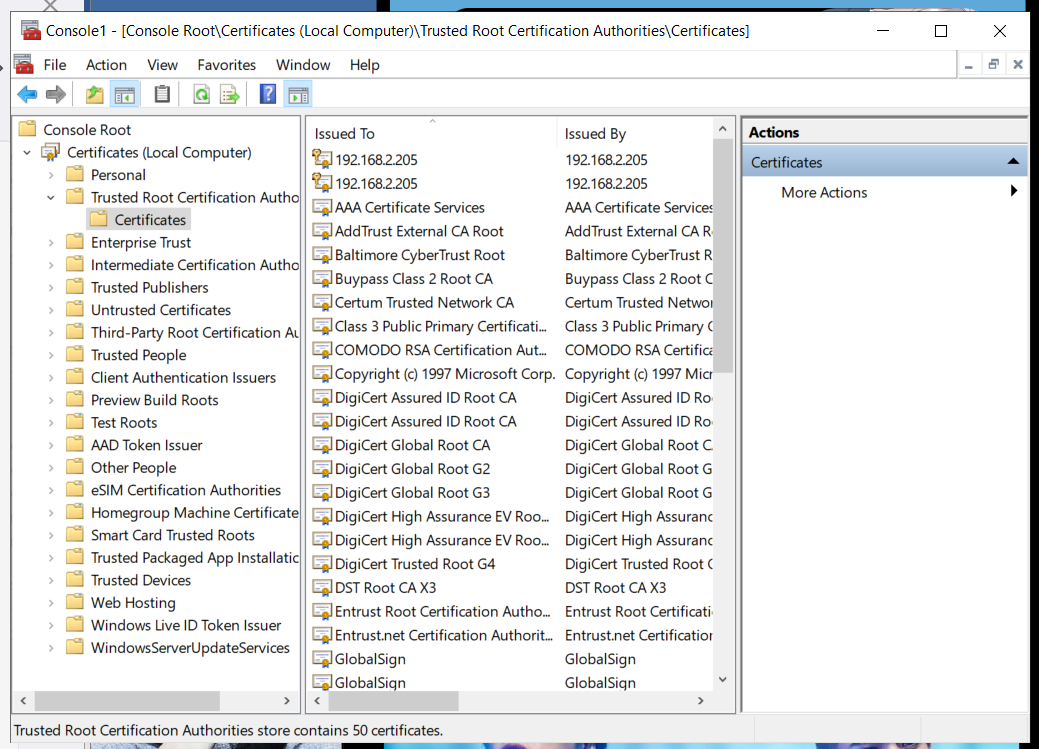 Console1 - [Console Root\Certificates (Local Computer)\Trusted Root Certification Authorities\Certificates]
File Action View Favorites Window Help
Console Root
Certificates (Local Computer)
Personal
Trusted Root Certification Autho
Certificates
Enterprise Trust
Intermediate Certification Autho
Trusted Publishers
Untrusted Certificates
Third-Party Root Certification Au
Trusted People
Client Authentication Issuers
Preview Build Roots
Test Roots
AAD Token Issuer
Other People
eSIM Certification Authorities
Homegroup Machine Certificate
Smart Card Trusted Roots
Trusted Packaged App Installatic
Trusted Devices
Web Hosting
Windows Live ID Token Issuer
WindowsServerUpdateServices
Issued To Issued By
192.168.2.205 192.168.2.205
192.168.2.205 192.168.2.205
AAA Certificate Services AAA Certificate Services
AddTrust External CA Root AddTrust External CA R
Baltimore CyberTrust Root Baltimore CyberTrust R
Buypass Class 2 Root CA Buypass Class 2 Root C
Certum Trusted Network CA Certum Trusted Networ
Class 3 Public Primary Certificati... Class 3 Public Primary C
COMODO RSA Certification Aut... COMODO RSA Certifica
Copyright (c) 1997 Microsoft Corp. Copyright (c) 1997 Micr
DigiCert Assured ID Root CA DigiCert Assured ID Ro
DigiCert Assured ID Root CA DigiCert Assured ID Ro
DigiCert Global Root CA DigiCert Global Root C
DigiCert Global Root G2 DigiCert Global Root G
DigiCert Global Root G3 DigiCert Global Root G
DigiCert High Assurance EV Roo... DigiCert High Assuranc
DigiCert High Assurance EV Roo... DigiCert High Assuranc
DigiCert Trusted Root G4 DigiCert Trusted Root G
DST Root CA X3 DST Root CA X3
Entrust Root Certification Autho... Entrust Root Certificati
Entrust.net Certification Authorit... Entrust.net Certification
GlobalSign GlobalSign
GlobalSign GlobalSign
Actions
Certificates
More Actions
Trusted Root Certification Authorities store contains 50 certificates.